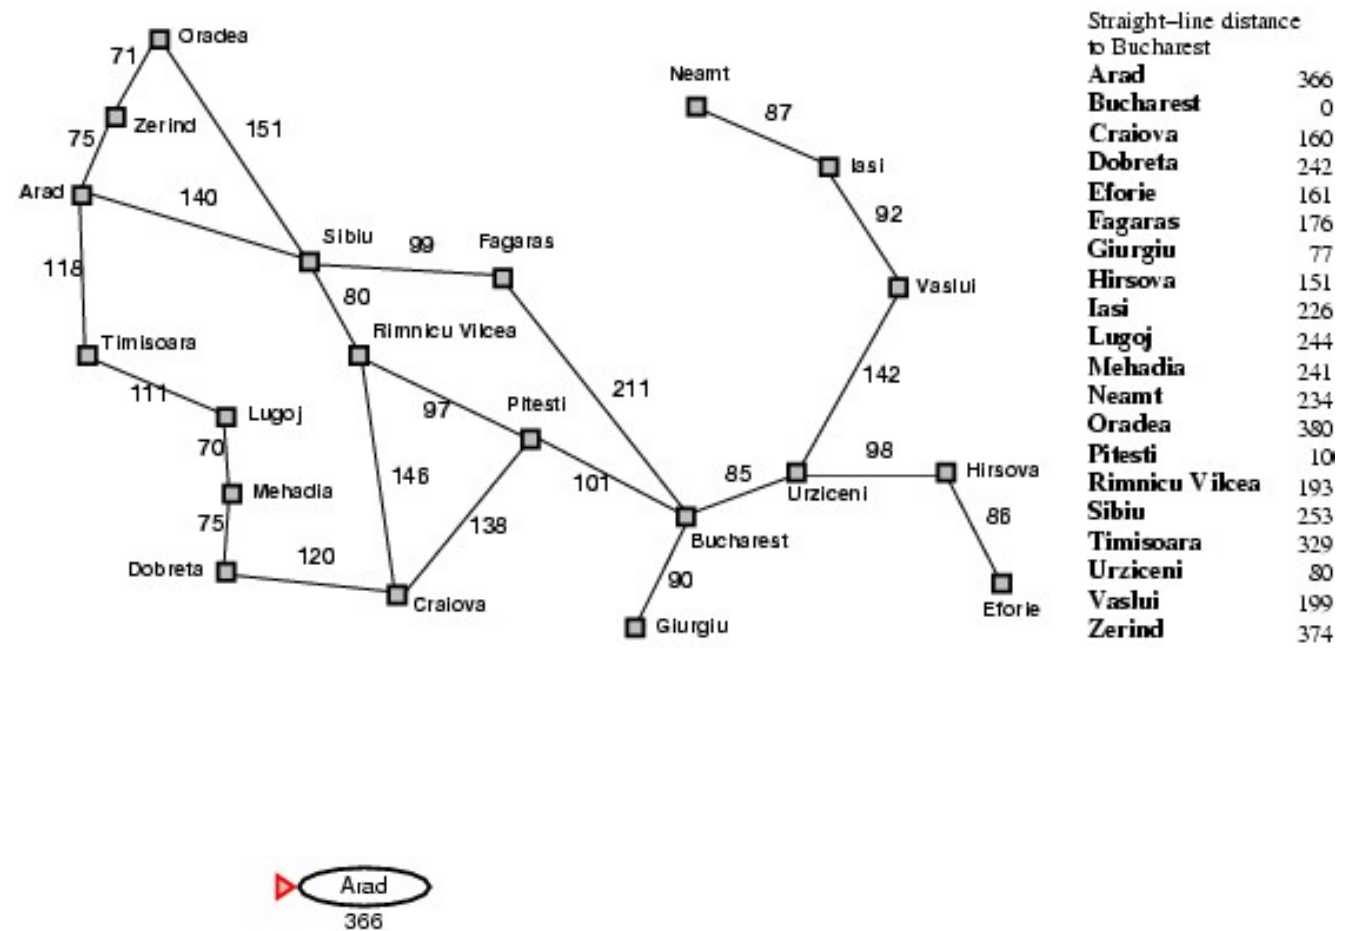 Oradea
71
Neamt
87
Zerind
151
75
Iasi
Arad
140
92
Sibiu
99
Fagaras
118
80
Vaslui
Timisoara
Rimnicu Vilcea
111
211
142
Lugoj
97
Pitesti
70
Mehadia
146
101
85
98
Hirsova
Urziceni
75
138
86
Dobreta
120
Bucharest
90
Craiova
Giurgiu
Eforie
Straight-line distance
to Bucharest
Arad 366
Bucharest 0
Craiova 160
Dobreta 242
Eforie 161
Fagaras 176
Giurgiu 77
Hirsova 151
Iasi 226
Lugoj 244
Mehadia 241
Neamt 234
Oradea 380
Pitesti 10
Rimnicu Vilcea 193
Sibiu 253
Timisoara 329
Urziceni 80
Vaslui 199
Zerind 374
Arad
366